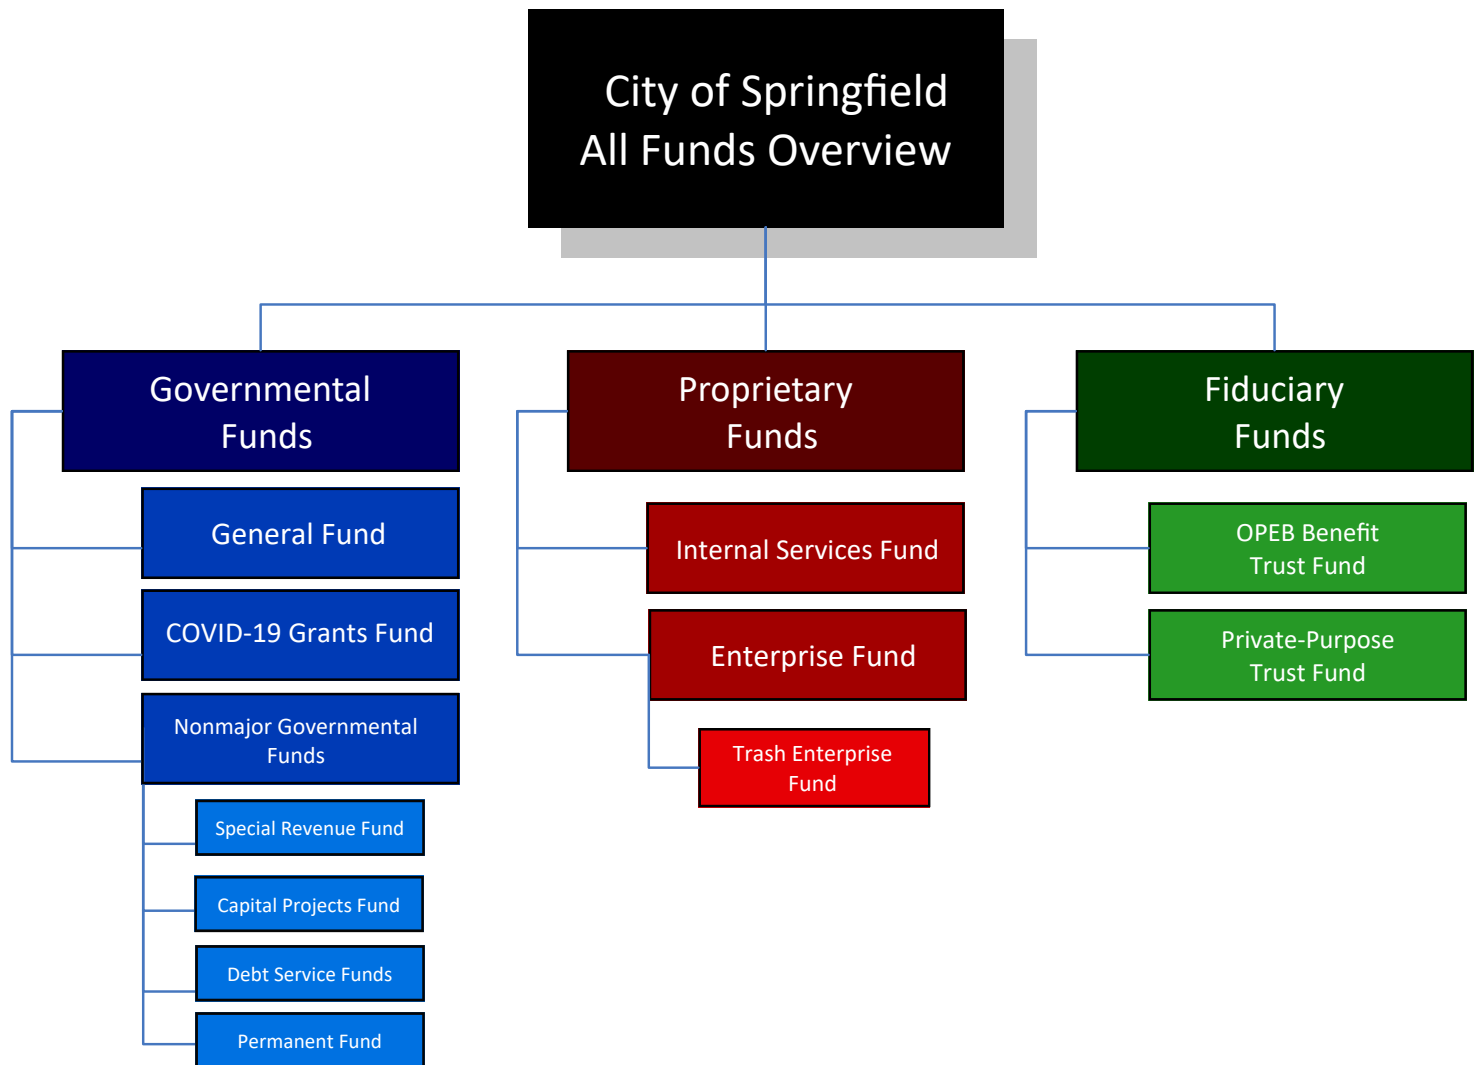 City of Springfield
All Funds Overview
Governmental
Funds
General Fund
COVID-19 Grants Fund
Nonmajor Governmental
Funds
Special Revenue Fund
Capital Projects Fund
Debt Service Funds
Permanent Fund
Proprietary
Funds
Internal Services Fund
Enterprise Fund
Trash Enterprise
Fund
Fiduciary
Funds
OPEB Benefit
Trust Fund
Private-Purpose
Trust Fund